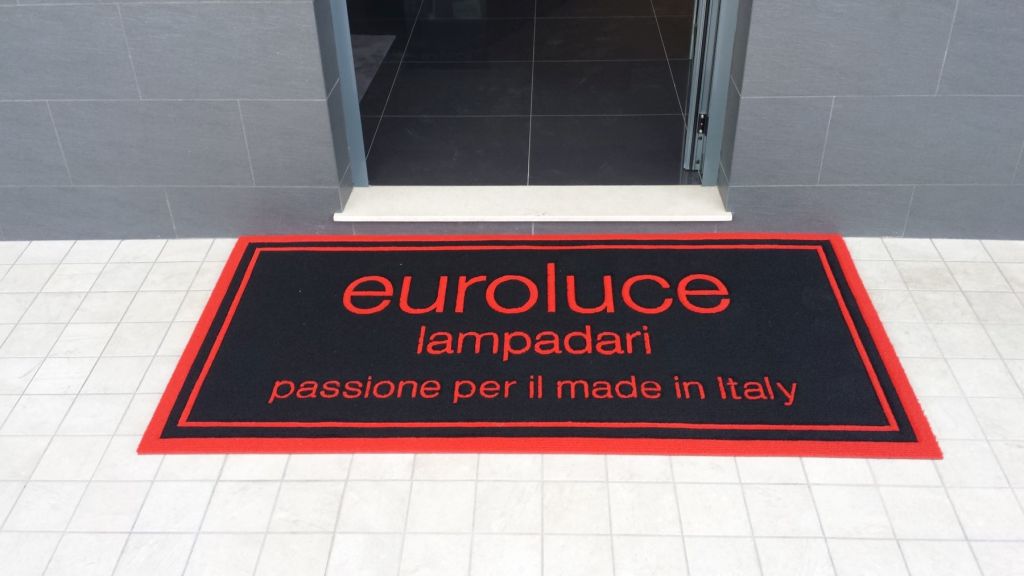 euroluce
lampadari
passione per il made in Italy